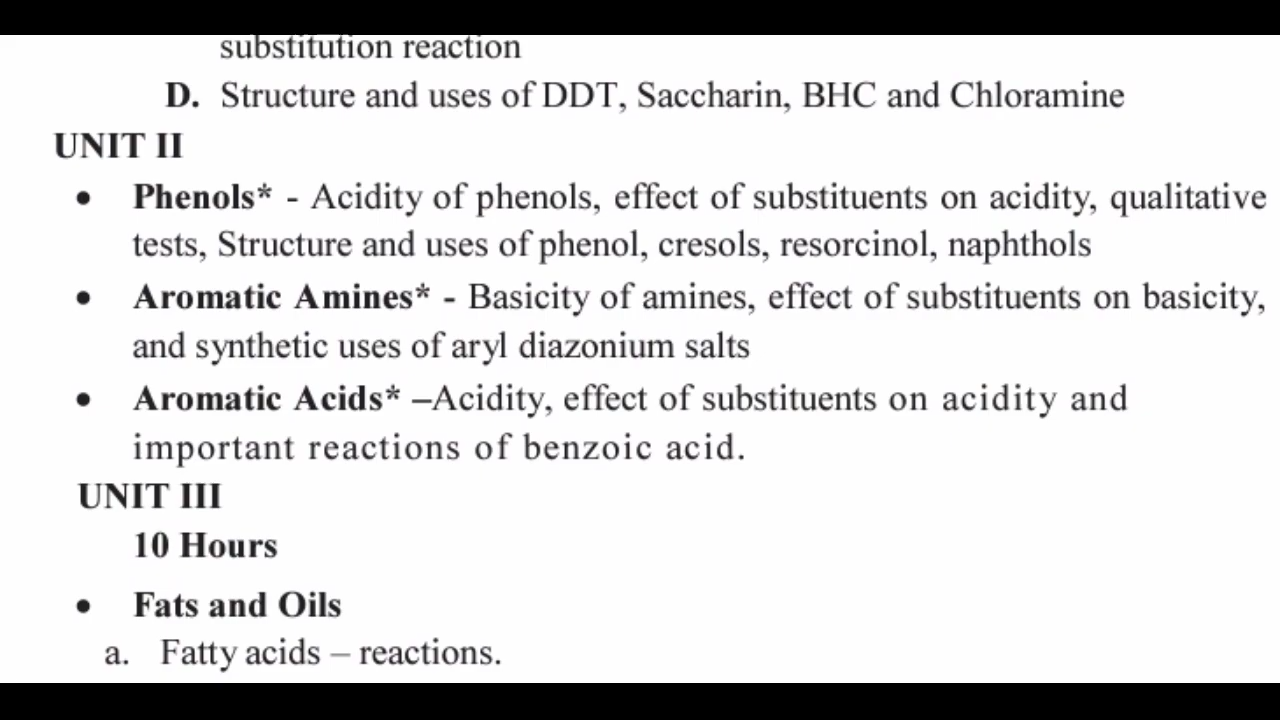 substitution reaction
D. Structure and uses of DDT, Saccharin, BHC and Chloramine
UNIT II
• Phenols* - Acidity of phenols, effect of substituents on acidity, qualitative
tests, Structure and uses of phenol, cresols, resorcinol, naphthols
• Aromatic Amines* - Basicity of amines, effect of substituents on basicity,
and synthetic uses of aryl diazonium salts
• Aromatic Acids* –Acidity, effect of substituents on acidity and
important reactions of benzoic acid.
UNIT III
10 Hours
• Fats and Oils
a. Fatty acids – reactions.